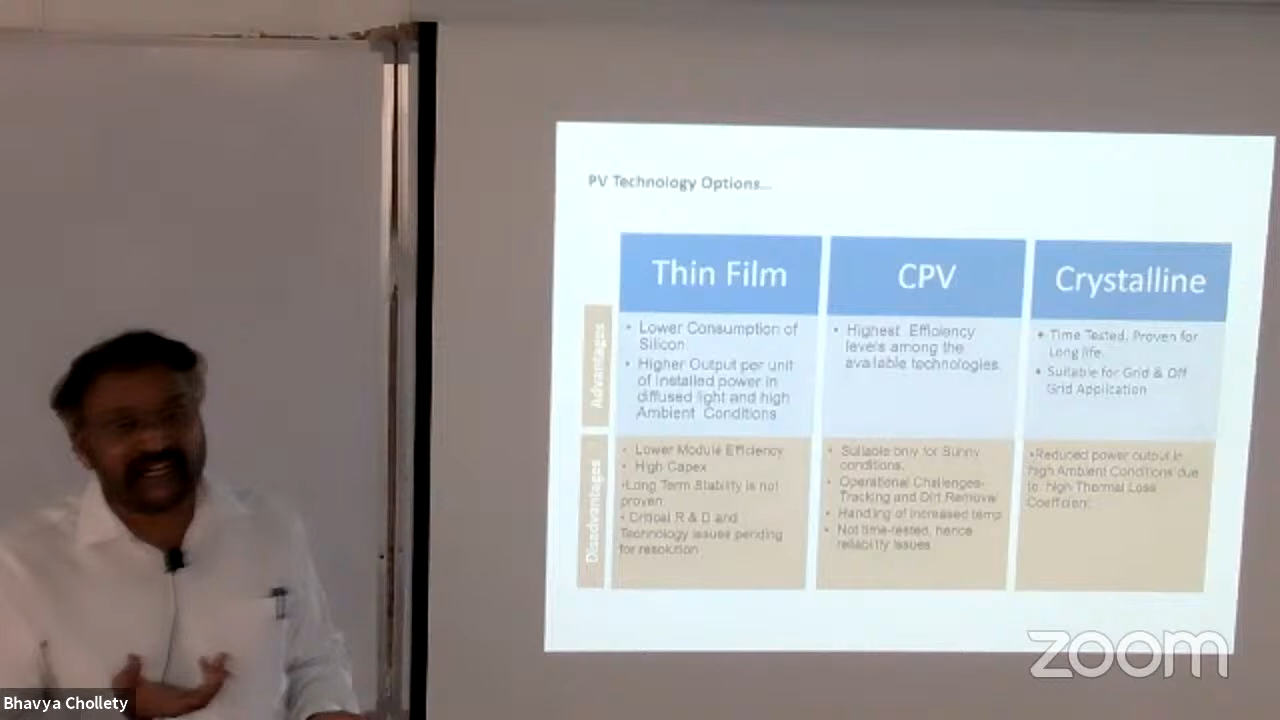 PV Technology Options...
Thin Film
CPV
Crystalline
Advantages
• Lower Consumption of
Silicon
• Higher Output per unit
of installed power in
diffused light and high
Ambient Conditions
• Highest Efficiency
levels among the
available technologies.
• Time Tested, Proven for
Long life.
• Suitable for Grid & Off
Grid Application
Disadvantages
• Lower Module Efficiency
• High Capex
•Long Term Stability is not
proven
• Critical R & D and
Technology issues pending
for resolution
• Suitable only for Sunny
conditions.
• Operational Challenges-
Tracking and Dirt Removal
• Handling of increased temp
• Not time-tested, hence
reliability issues
•Reduced power output in
high Ambient Conditions due
to high Thermal Loss
Coefficient.
zoom
Bhavya Chollety